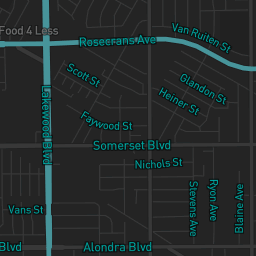 Van Ruiten St
Food 4 Less
Rosecrans Ave
Scott St
Glandon St
Heiner St
Lakewood Blvd
Faywood St
Somerset Blvd
Nichols St
Stevens Ave
Ryon Ave
Blaine Ave
Vans St
Blvd
Alondra Blvd